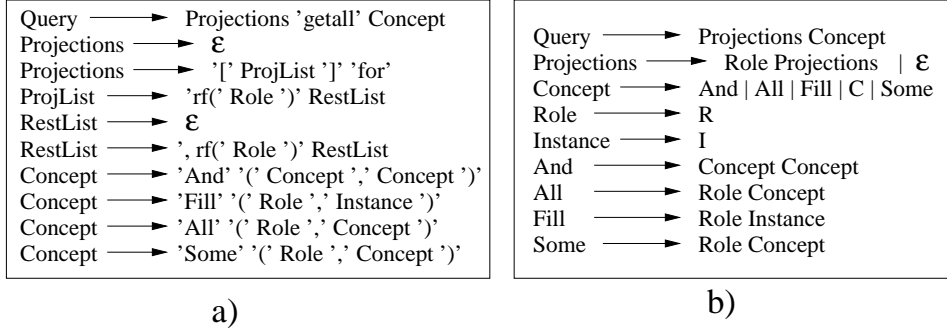 Query ⟶ Projections 'getall' Concept
Projections ⟶ ε
Projections ⟶ '[' ProjList ']' 'for'
ProjList ⟶ 'rf(' Role ')' RestList
RestList ⟶ ε
RestList ⟶ ', rf(' Role ')' RestList
Concept ⟶ 'And' '(' Concept ',' Concept ')'
Concept ⟶ 'Fill' '(' Role ',' Instance ')'
Concept ⟶ 'All' '(' Role ',' Concept ')'
Concept ⟶ 'Some' '(' Role ',' Concept ')'
a)
Query ⟶ Projections Concept
Projections ⟶ Role Projections | ε
Concept ⟶ And | All | Fill | C | Some
Role ⟶ R
Instance ⟶ I
And ⟶ Concept Concept
All ⟶ Role Concept
Fill ⟶ Role Instance
Some ⟶ Role Concept
b)